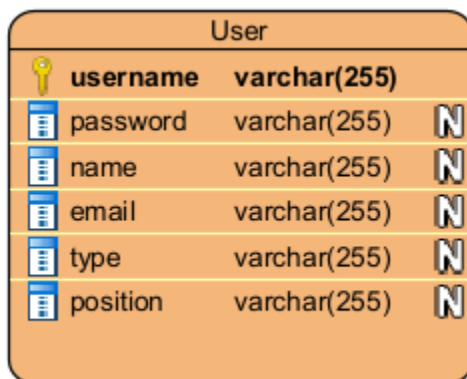 User
username varchar(255)
password varchar(255) N
name varchar(255) N
email varchar(255) N
type varchar(255) N
position varchar(255) N